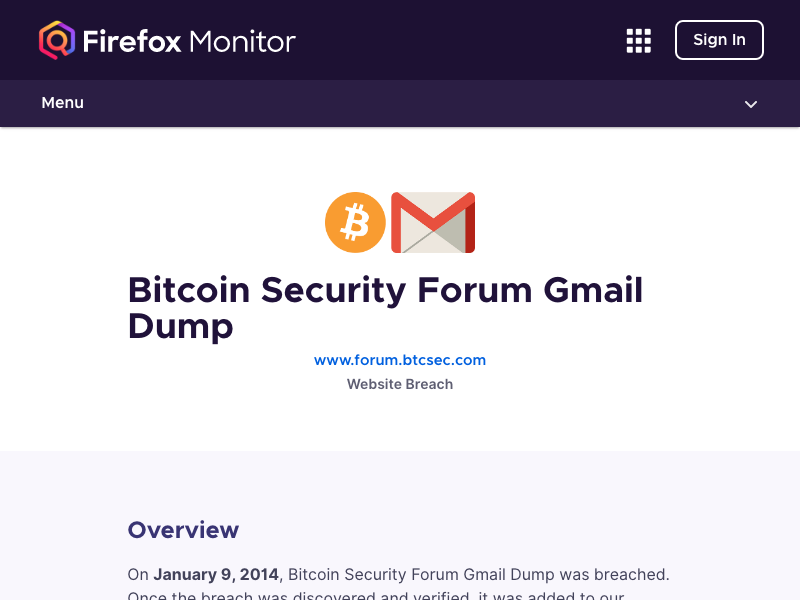 Firefox Monitor
Sign In
Menu
Bitcoin Security Forum Gmail
Dump
www.forum.btcsec.com
Website Breach
Overview
On January 9, 2014, Bitcoin Security Forum Gmail Dump was breached.
Once the breach was discovered and verified, it was added to our